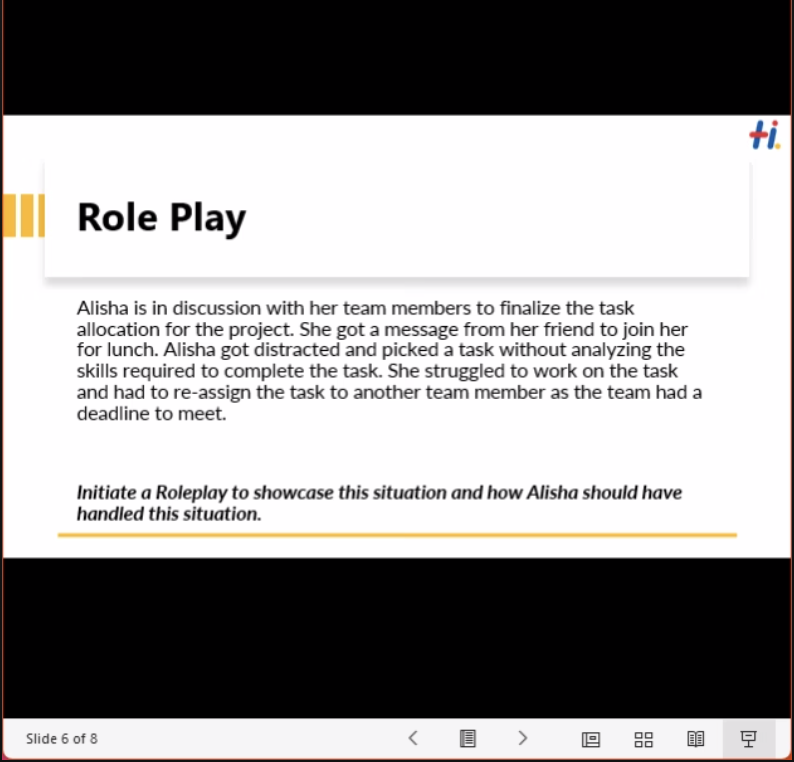 Hi.
Role Play
Alisha is in discussion with her team members to finalize the task
allocation for the project. She got a message from her friend to join her
for lunch. Alisha got distracted and picked a task without analyzing the
skills required to complete the task. She struggled to work on the task
and had to re-assign the task to another team member as the team had a
deadline to meet.
Initiate a Roleplay to showcase this situation and how Alisha should have
handled this situation.
Slide 6 of 8